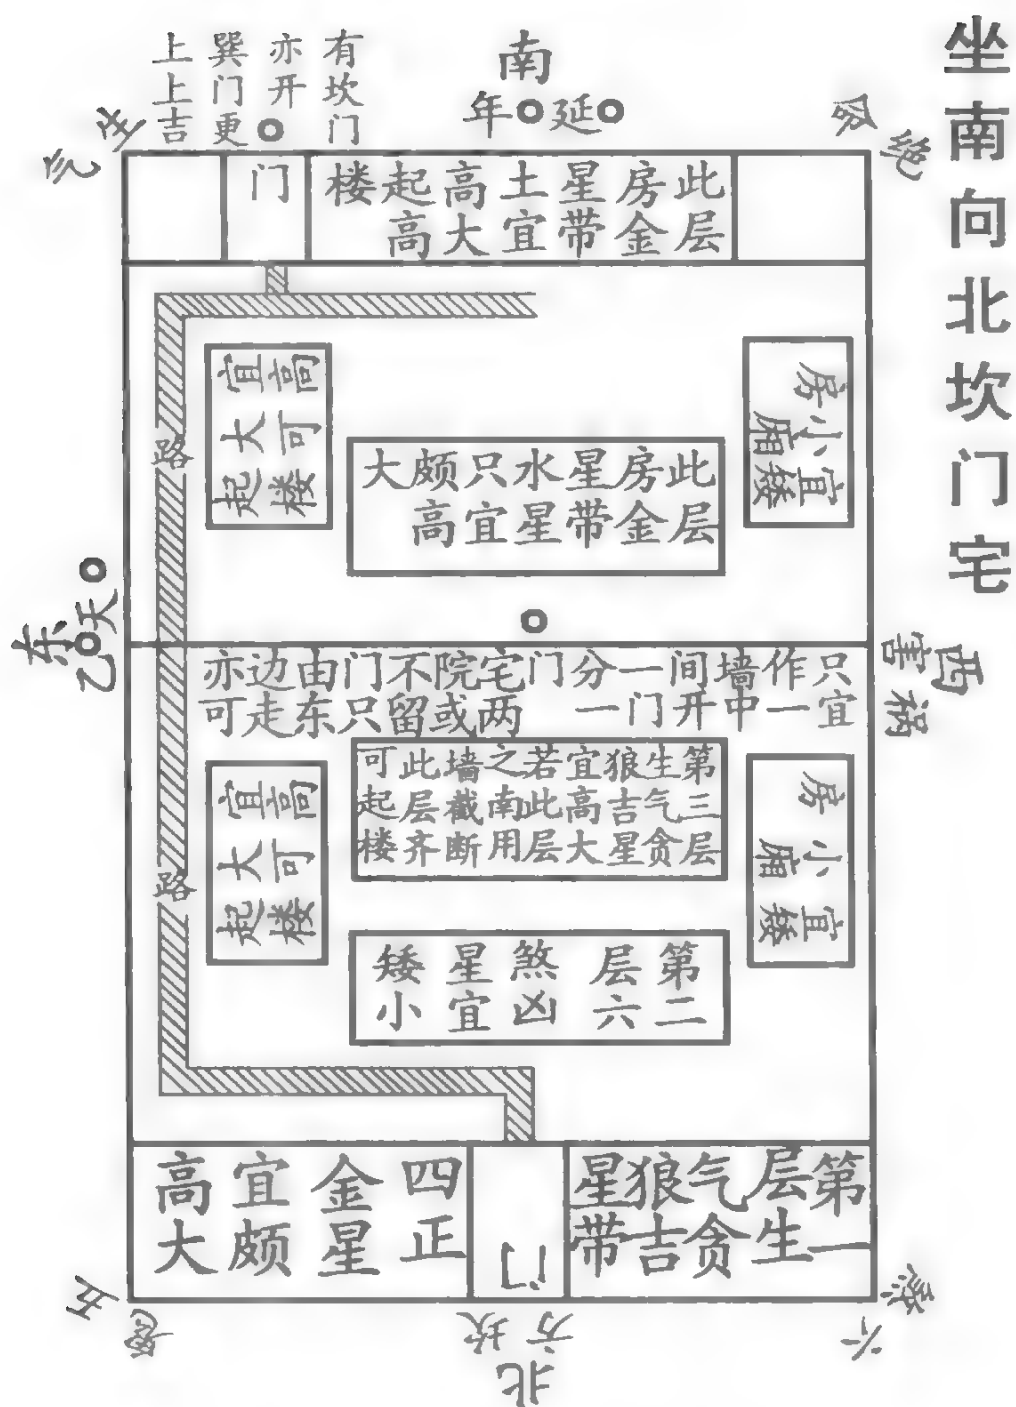 坐南向北坎门宅
有坎门亦开巽门更上上吉
南
延年
生气
绝命
门
此层房金星带土宜高大起高楼
宜高大可起楼
宜矮小厢房
路
此层房金星带水星只宜颇高大
东
天乙
西
祸害
只宜作一墙中间开一门分一门宅两院或不留门只由东边走亦可
第三层生气贪狼吉星宜高大若此层之南用墙截断此层齐可起楼
宜高大可起楼
宜矮小厢房
路
第二层六煞凶星宜矮小
第一层生气贪狼吉星带
门
四正金星宜颇高大
五鬼
坎方
北
六煞